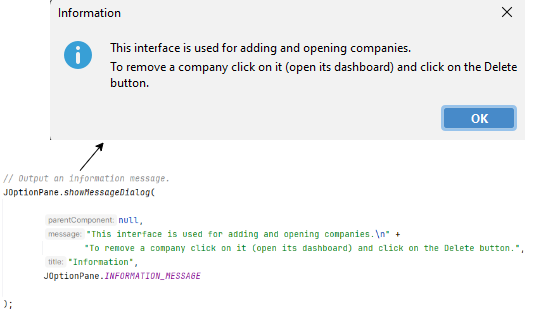 Information
This interface is used for adding and opening companies.
To remove a company click on it (open its dashboard) and click on the Delete
button.
OK
// Output an information message.
JOptionPane.showMessageDialog(
parentComponent: null,
message: "This interface is used for adding and opening companies.\n" +
"To remove a company click on it (open its dashboard) and click on the Delete button.",
title: "Information",
JOptionPane.INFORMATION_MESSAGE
);